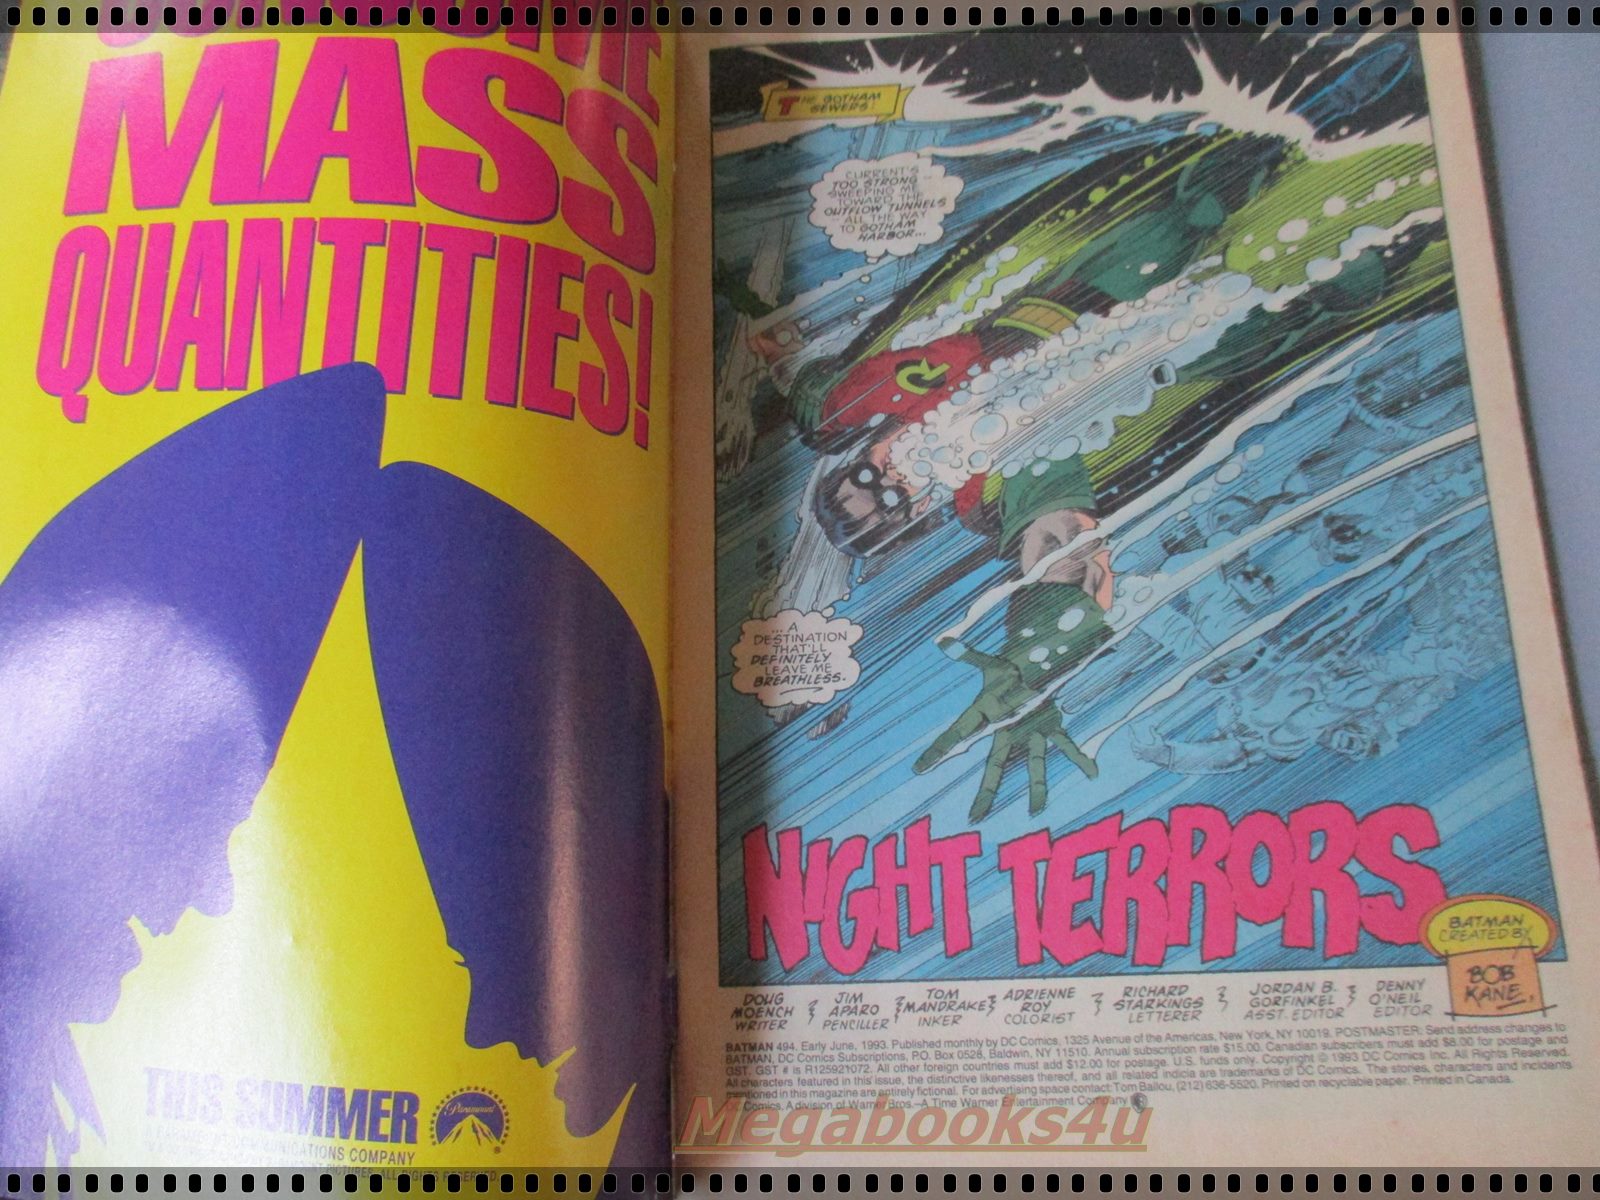 MASS
QUANTITIES!
THIS SUMMER
Paramount
COMMUNICATIONS COMPANY
ALL RIGHTS RESERVED.
THE GOTHAM
SEWERS!
CURRENT'S
TOO STRONG --
SWEEPING ME
TOWARD THE
OUTFLOW TUNNELS
-- ALL THE WAY
TO GOTHAM
HARBOR...
R
...A
DESTINATION
THAT'LL
DEFINITELY
LEAVE ME
BREATHLESS.
NIGHT TERRORS
BATMAN
CREATED BY
BOB
KANE
DOUG
MOENCH
WRITER
JIM
APARO
PENCILLER
TOM
MANDRAKE
INKER
ADRIENNE
ROY
COLORIST
RICHARD
STARKINGS
LETTERER
JORDAN B.
GORFINKEL
ASST. EDITOR
DENNY
O'NEIL
EDITOR
BATMAN 494. Early June, 1993. Published monthly by DC Comics, 1325 Avenue of the Americas, New York, NY 10019. POSTMASTER: Send address changes to
BATMAN, DC Comics Subscriptions, P.O. Box 0528, Baldwin, NY 11510. Annual subscription rate $15.00. Canadian subscribers must add $8.00 for postage and
GST. GST # is R125921072. All other foreign countries must add $12.00 for postage. U.S. funds only. Copyright © 1993 DC Comics Inc. All Rights Reserved.
All characters featured in this issue, the distinctive likenesses thereof, and all related indicia are trademarks of DC Comics. The stories, characters and incidents
mentioned in this magazine are entirely fictional. For advertising space contact: Tom Ballou, (212) 636-5520. Printed on recyclable paper. Printed in Canada.
DC Comics. A division of Warner Bros.—A Time Warner Entertainment Company
Megabooks4u